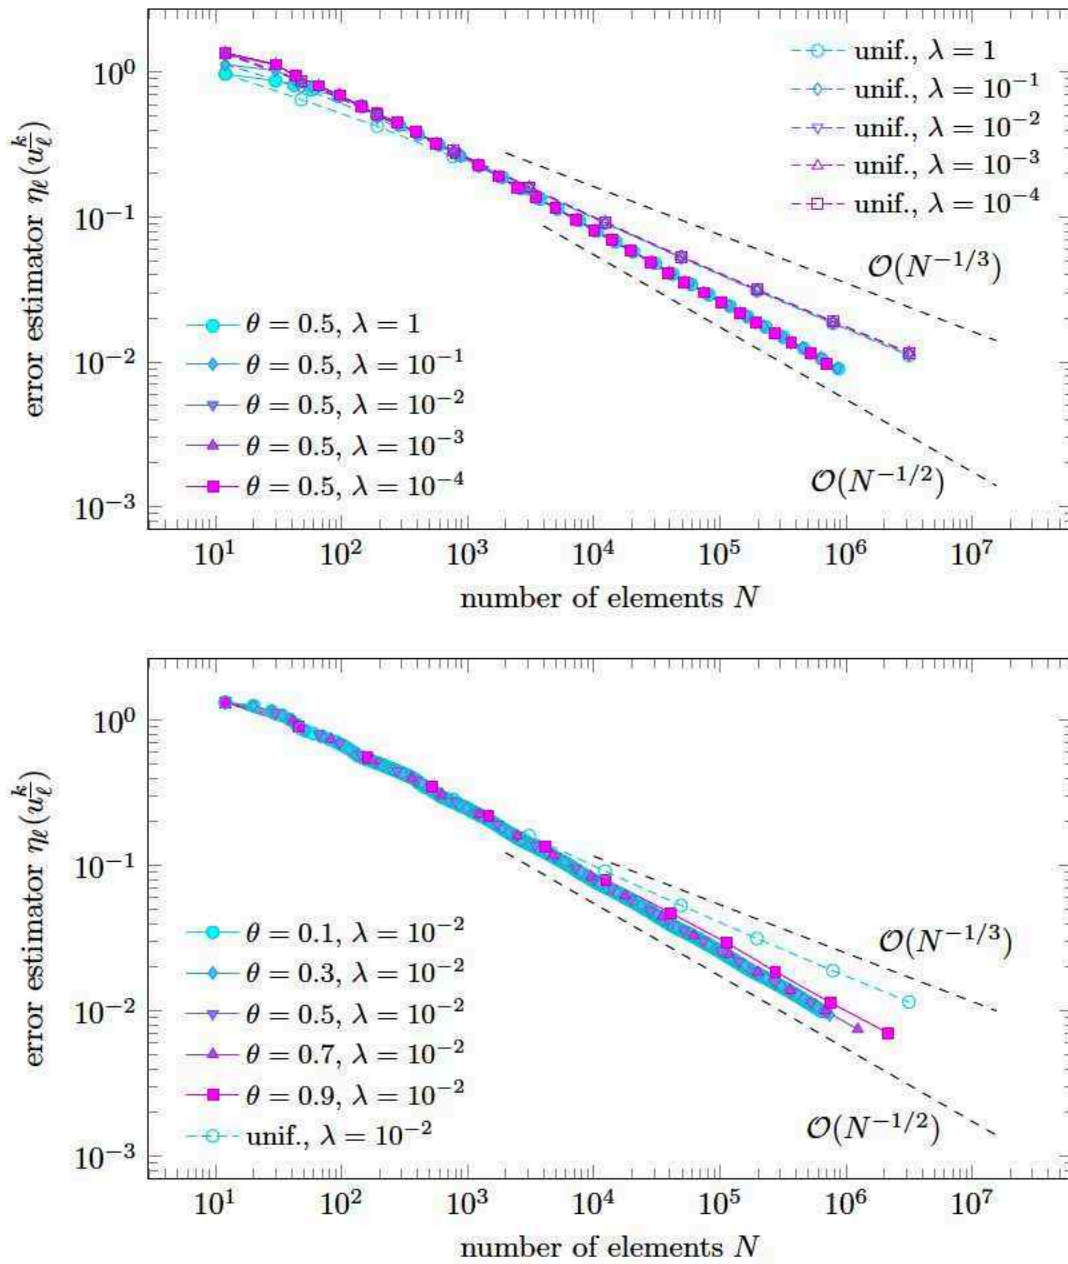 10^0
10^{-1}
10^{-2}
10^{-3}
error estimator η_ℓ(u_ℓ^{\underline{k}})
unif., λ = 1
unif., λ = 10^{-1}
unif., λ = 10^{-2}
unif., λ = 10^{-3}
unif., λ = 10^{-4}
O(N^{-1/3})
θ = 0.5, λ = 1
θ = 0.5, λ = 10^{-1}
θ = 0.5, λ = 10^{-2}
θ = 0.5, λ = 10^{-3}
θ = 0.5, λ = 10^{-4}
O(N^{-1/2})
10^1 10^2 10^3 10^4 10^5 10^6 10^7
number of elements N
10^0
10^{-1}
10^{-2}
10^{-3}
error estimator η_ℓ(u_ℓ^{\underline{k}})
O(N^{-1/3})
θ = 0.1, λ = 10^{-2}
θ = 0.3, λ = 10^{-2}
θ = 0.5, λ = 10^{-2}
θ = 0.7, λ = 10^{-2}
θ = 0.9, λ = 10^{-2}
unif., λ = 10^{-2}
O(N^{-1/2})
10^1 10^2 10^3 10^4 10^5 10^6 10^7
number of elements N